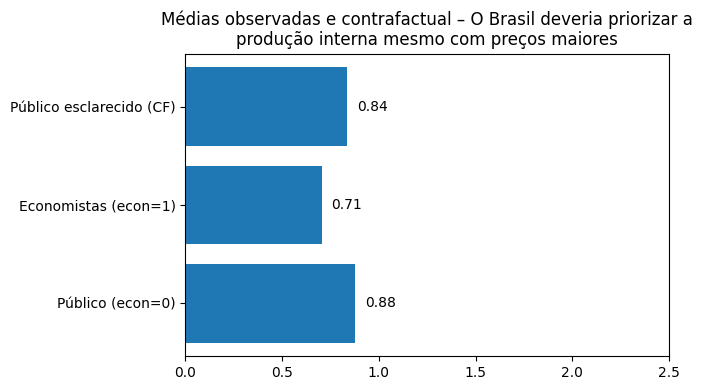 Médias observadas e contrafactual – O Brasil deveria priorizar a
produção interna mesmo com preços maiores
Público esclarecido (CF)
0.84
Economistas (econ=1)
0.71
Público (econ=0)
0.88
0.0 0.5 1.0 1.5 2.0 2.5